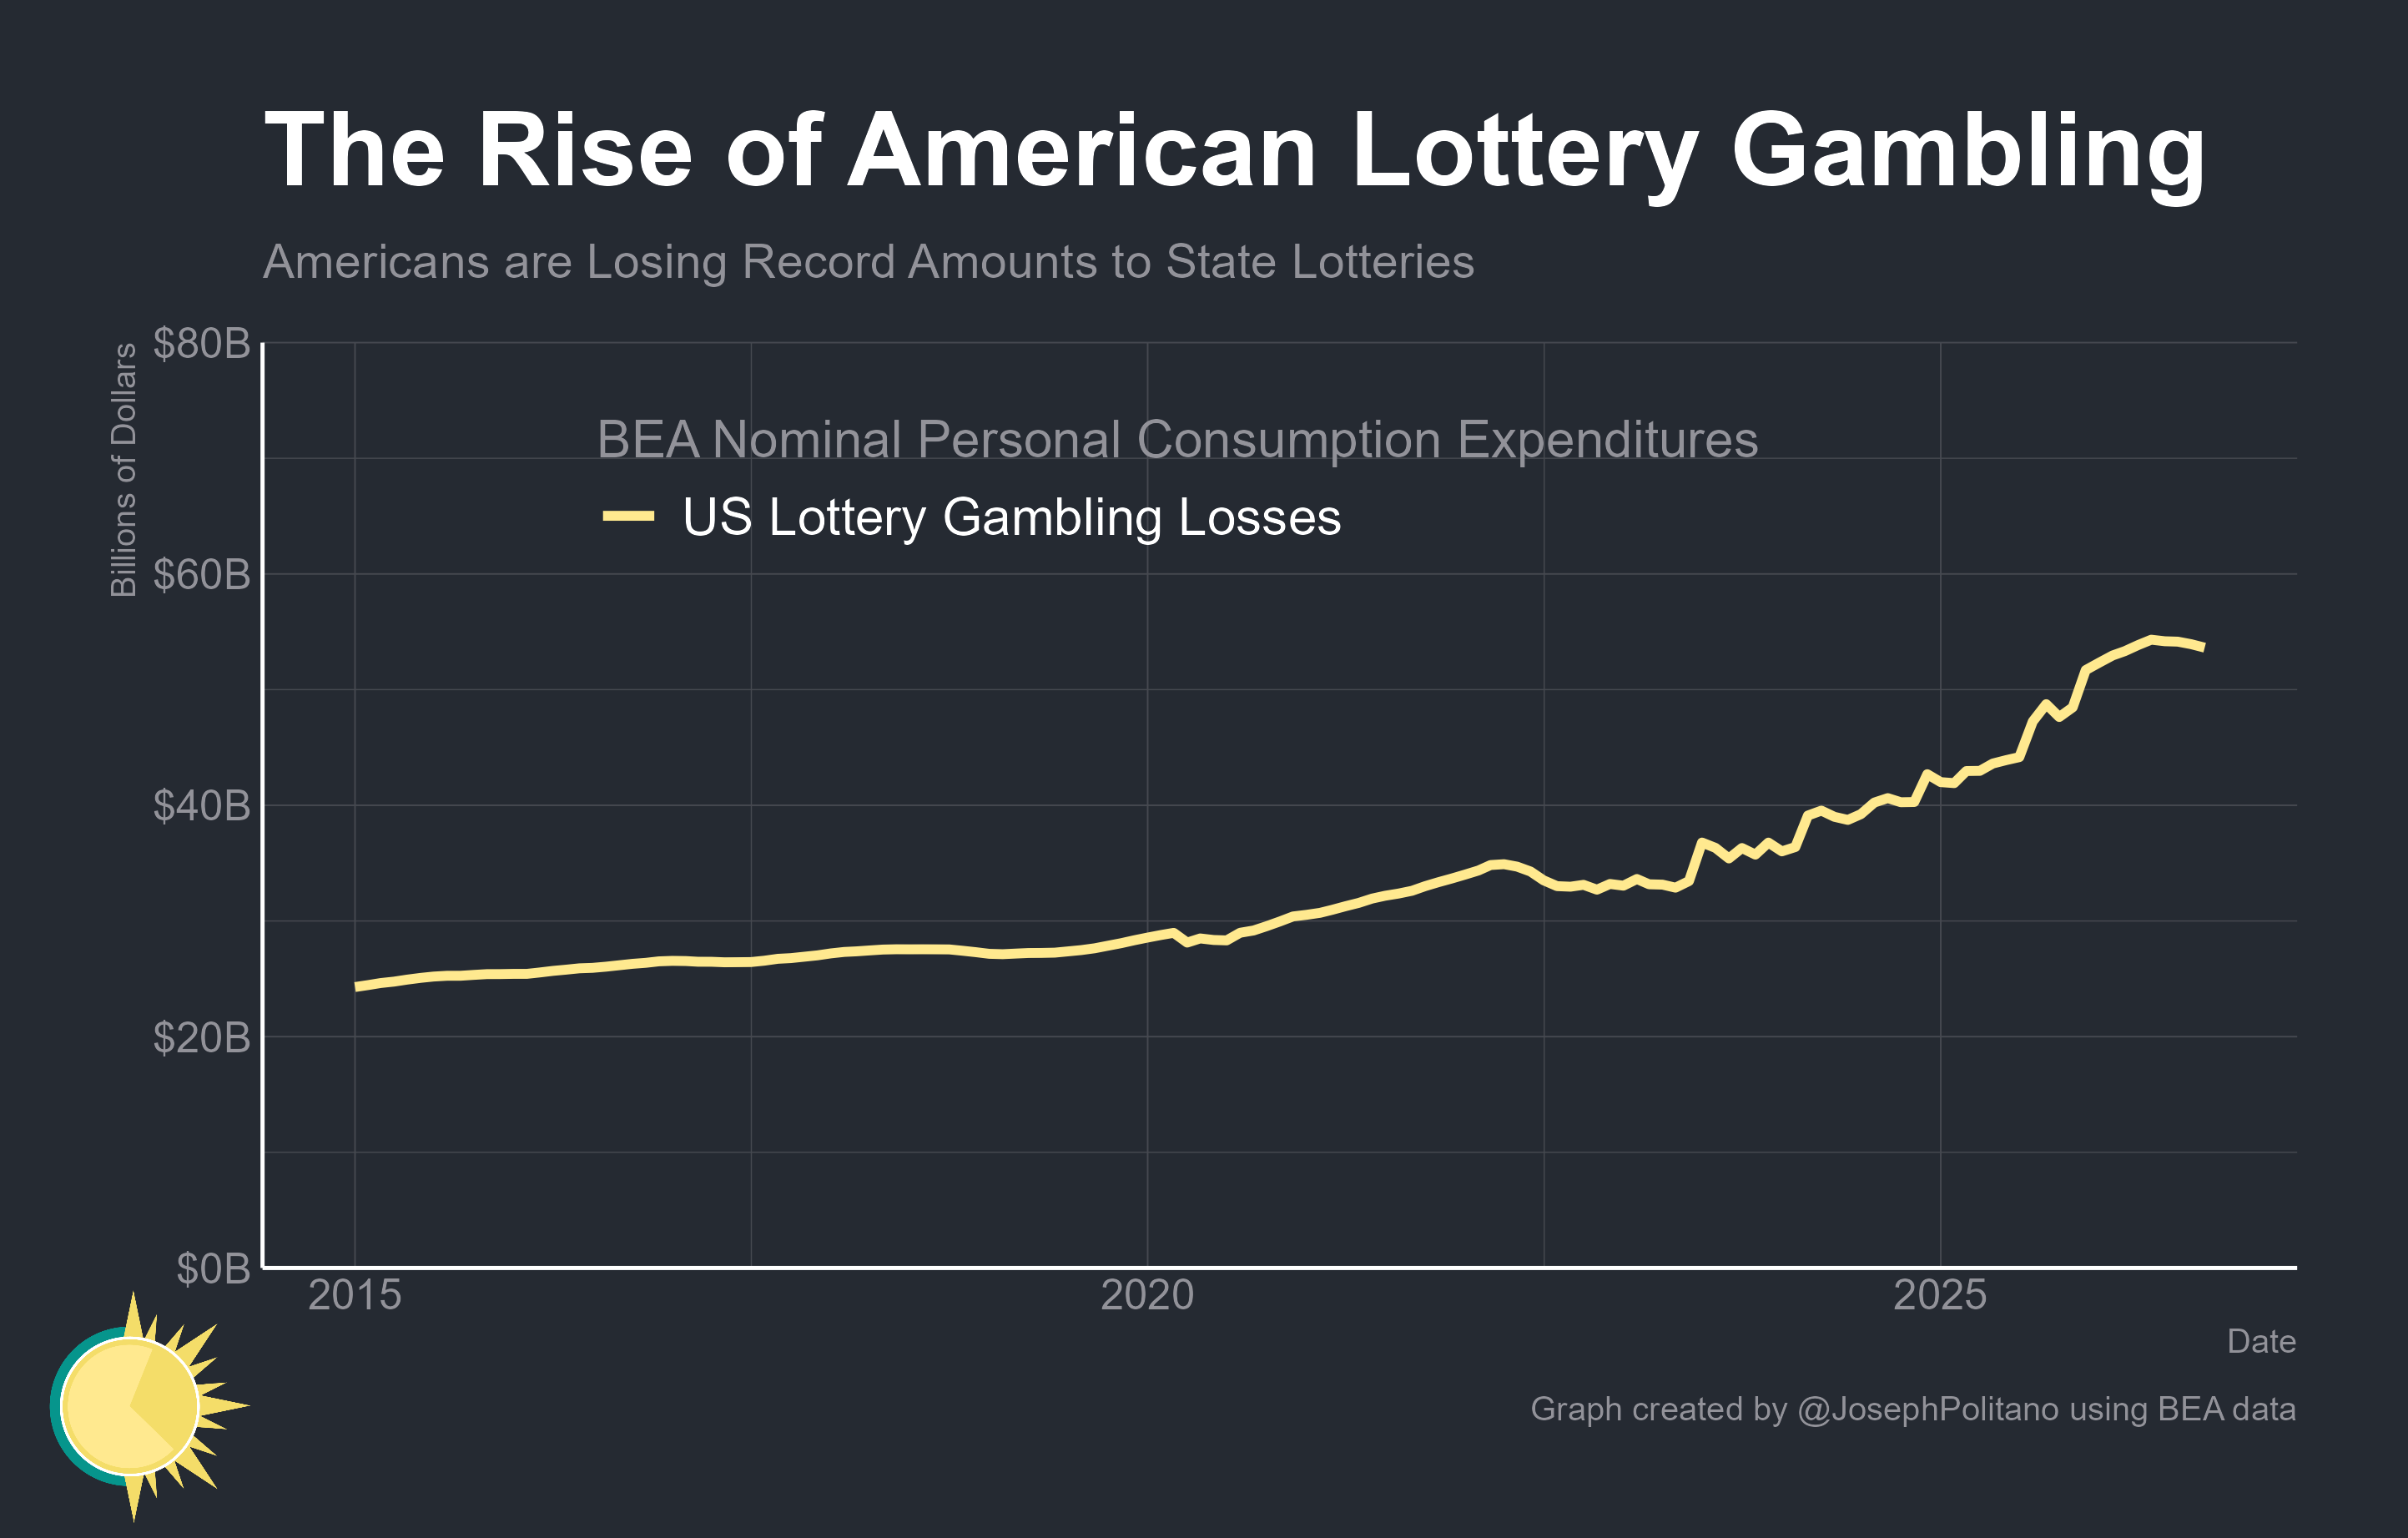 The Rise of American Lottery Gambling
Americans are Losing Record Amounts to State Lotteries
Billions of Dollars
$80B
$60B
$40B
$20B
$0B
BEA Nominal Personal Consumption Expenditures
US Lottery Gambling Losses
2015
2020
2025
Date
Graph created by @JosephPolitano using BEA data